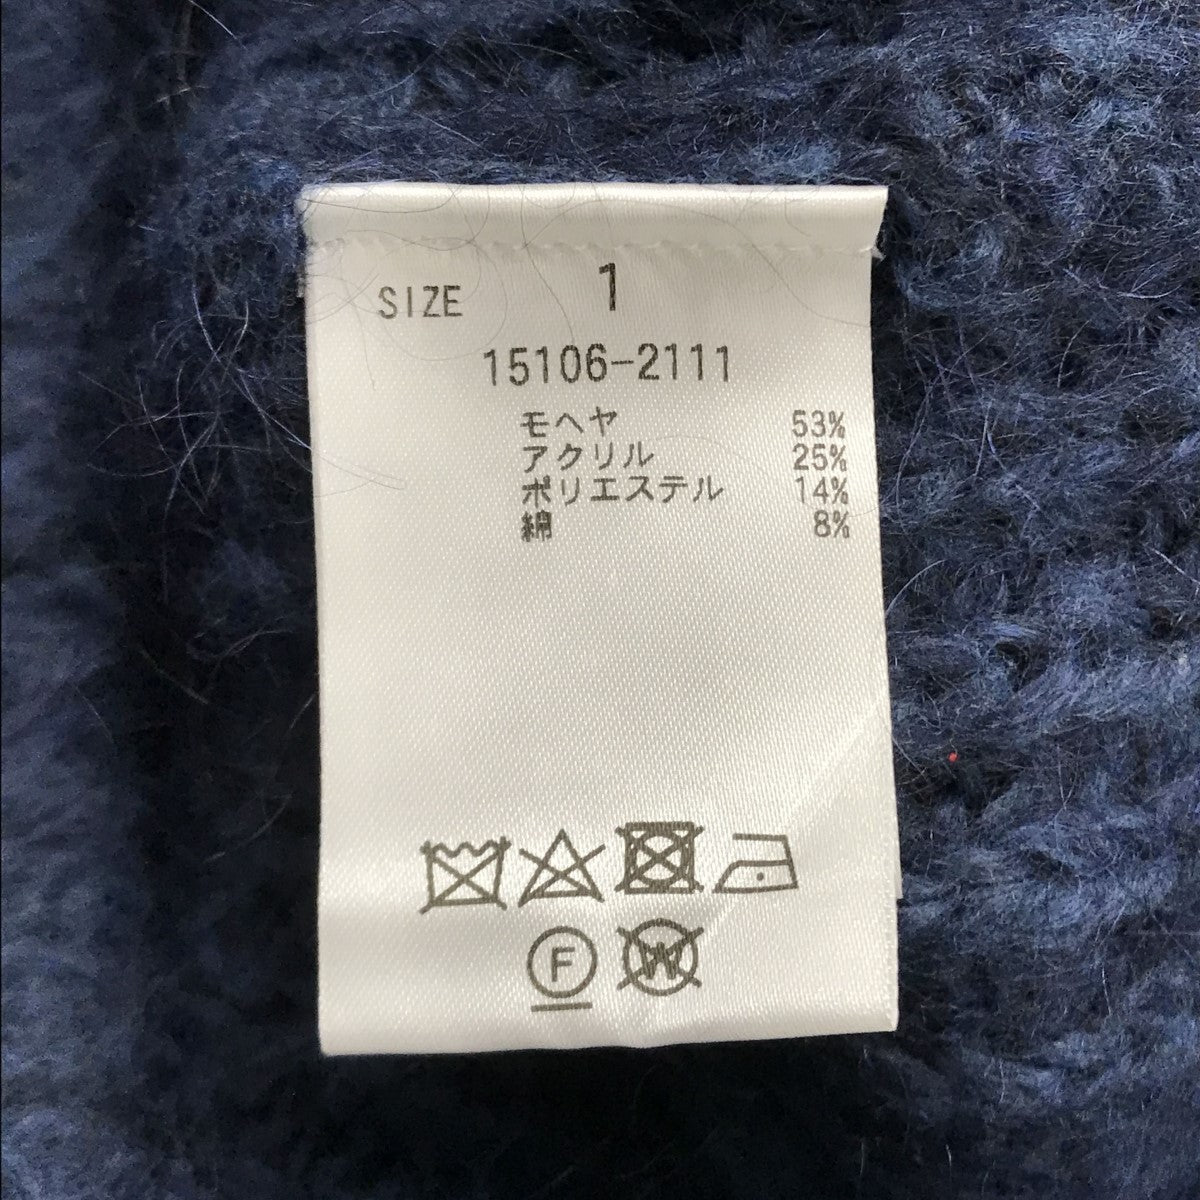 SIZE 1
15106-2111
モヘヤ 53%
アクリル 25%
ポリエステル 14%
綿 8%
F W